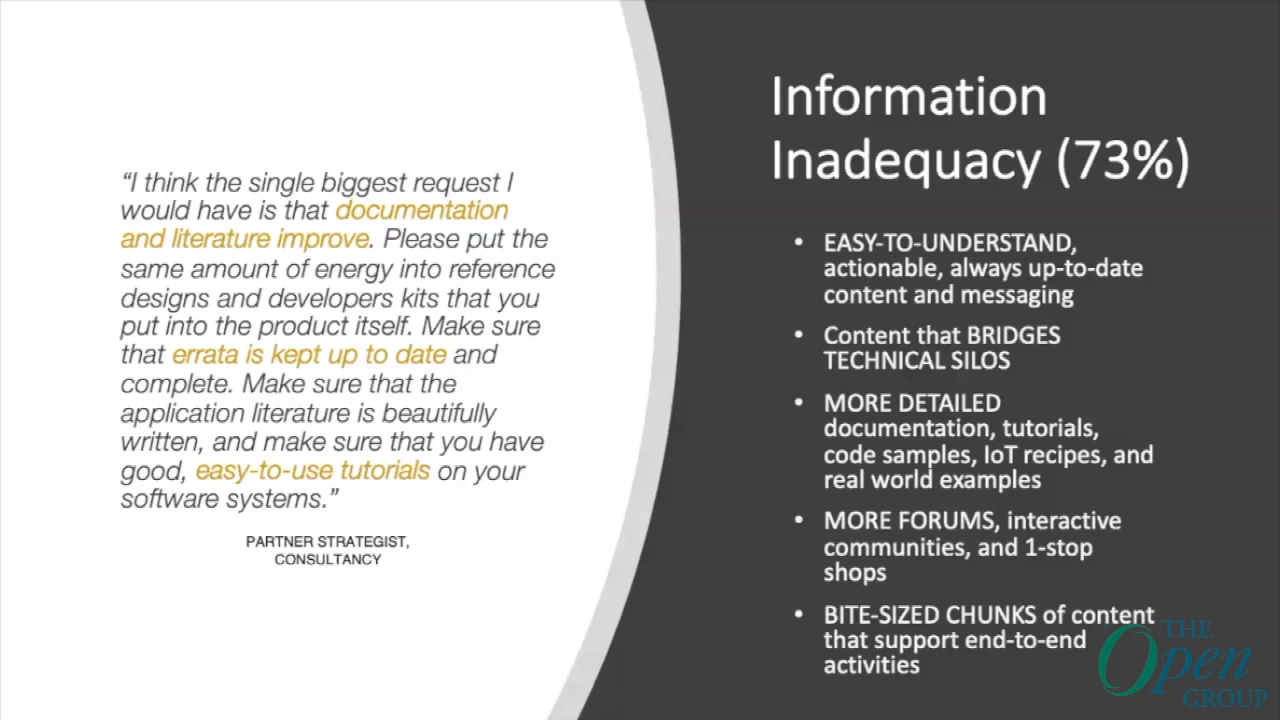 “I think the single biggest request I
would have is that documentation
and literature improve. Please put the
same amount of energy into reference
designs and developers kits that you
put into the product itself. Make sure
that errata is kept up to date and
complete. Make sure that the
application literature is beautifully
written, and make sure that you have
good, easy-to-use tutorials on your
software systems.”
PARTNER STRATEGIST,
CONSULTANCY
Information
Inadequacy (73%)
• EASY-TO-UNDERSTAND,
actionable, always up-to-date
content and messaging
• Content that BRIDGES
TECHNICAL SILOS
• MORE DETAILED
documentation, tutorials,
code samples, IoT recipes, and
real world examples
• MORE FORUMS, interactive
communities, and 1-stop
shops
• BITE-SIZED CHUNKS of content
that support end-to-end
activities
THE
Open
GROUP